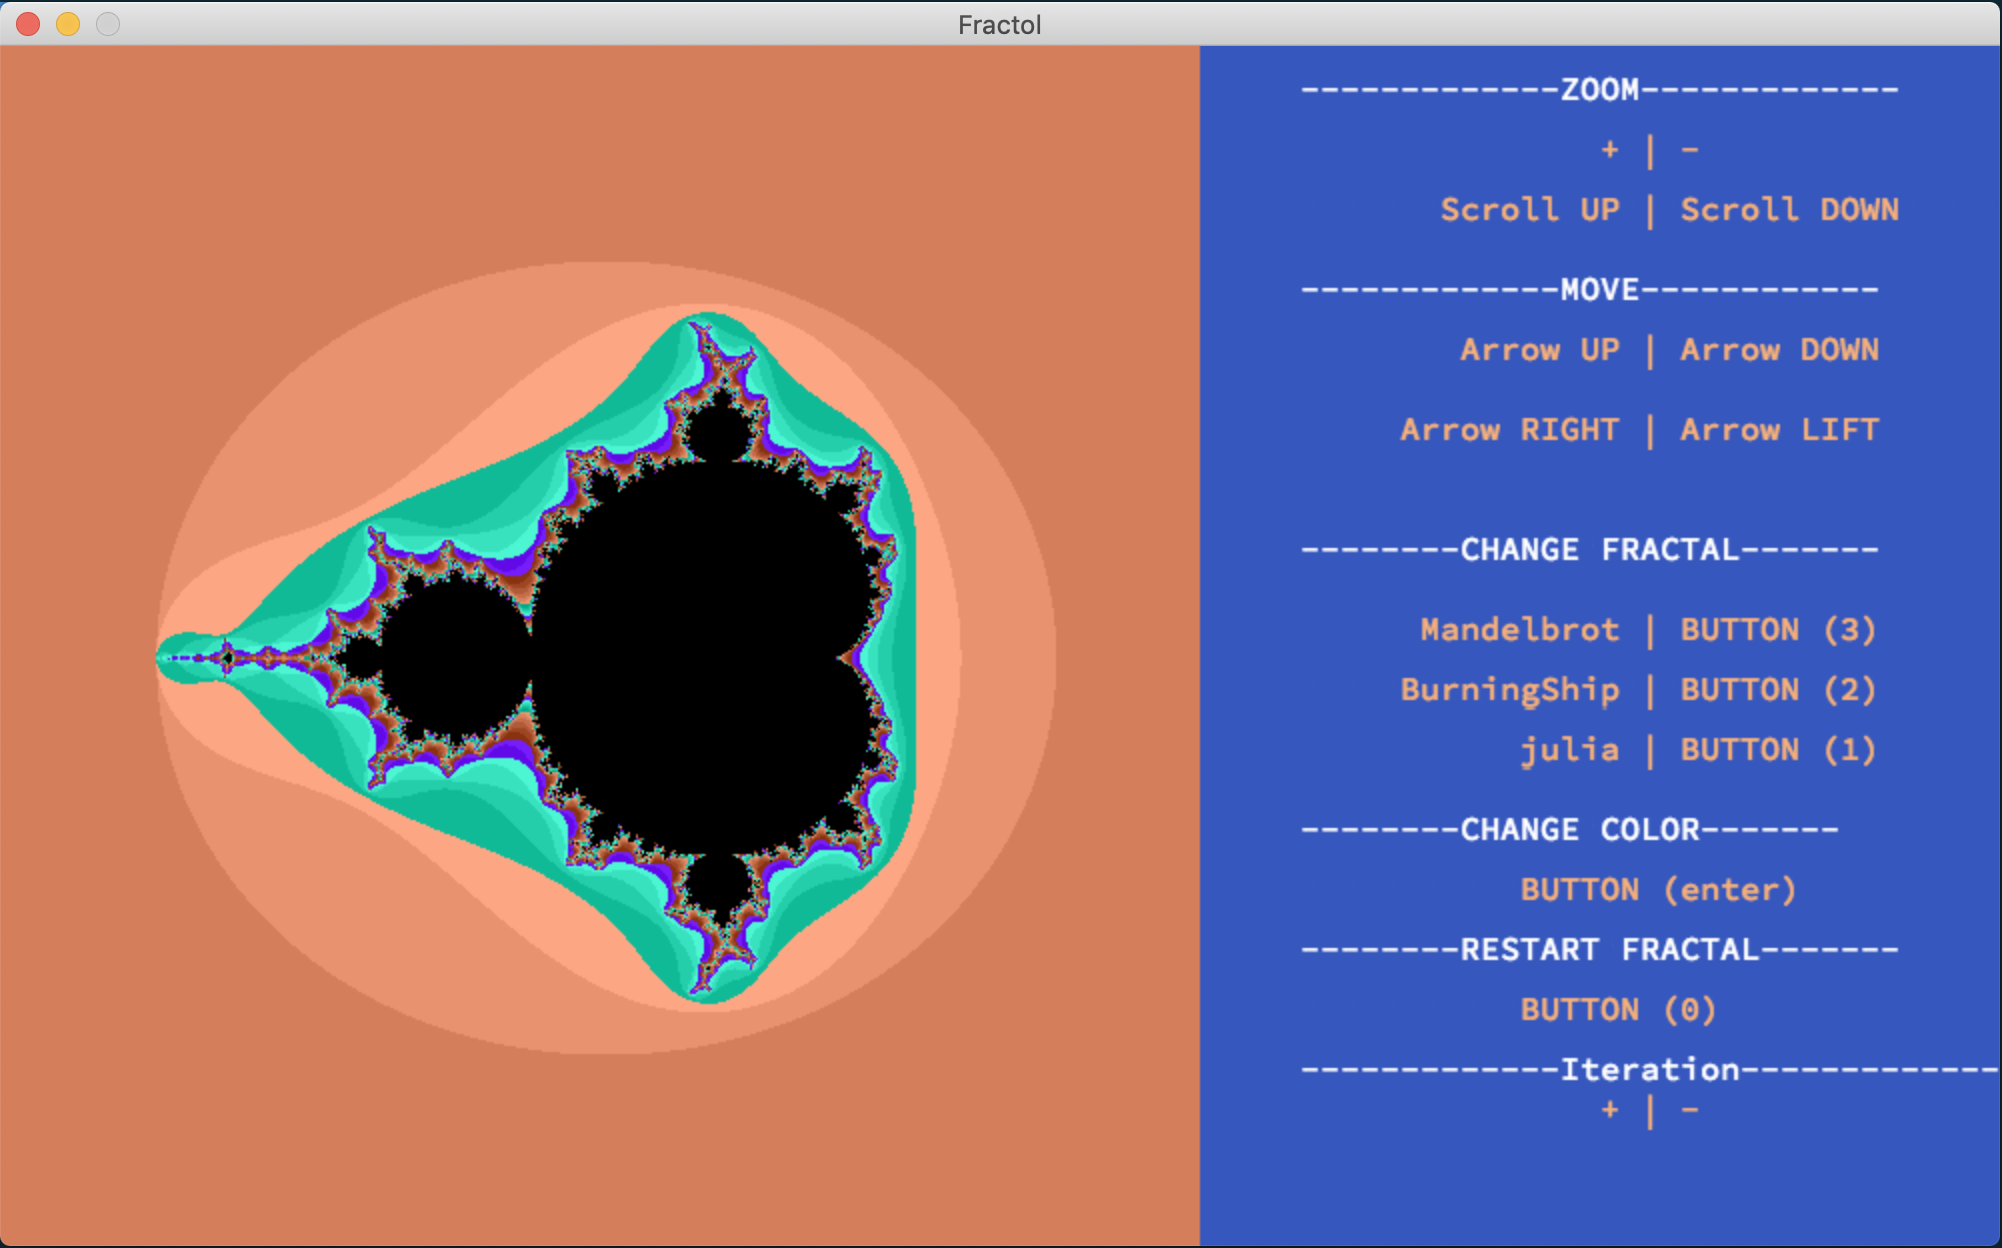 Fractol
-------------ZOOM-------------
+ | -
Scroll UP | Scroll DOWN
-------------MOVE------------
Arrow UP | Arrow DOWN
Arrow RIGHT | Arrow LIFT
--------CHANGE FRACTAL-------
Mandelbrot | BUTTON (3)
BurningShip | BUTTON (2)
julia | BUTTON (1)
--------CHANGE COLOR-------
BUTTON (enter)
--------RESTART FRACTAL-------
BUTTON (0)
-------------Iteration-------------
+ | -